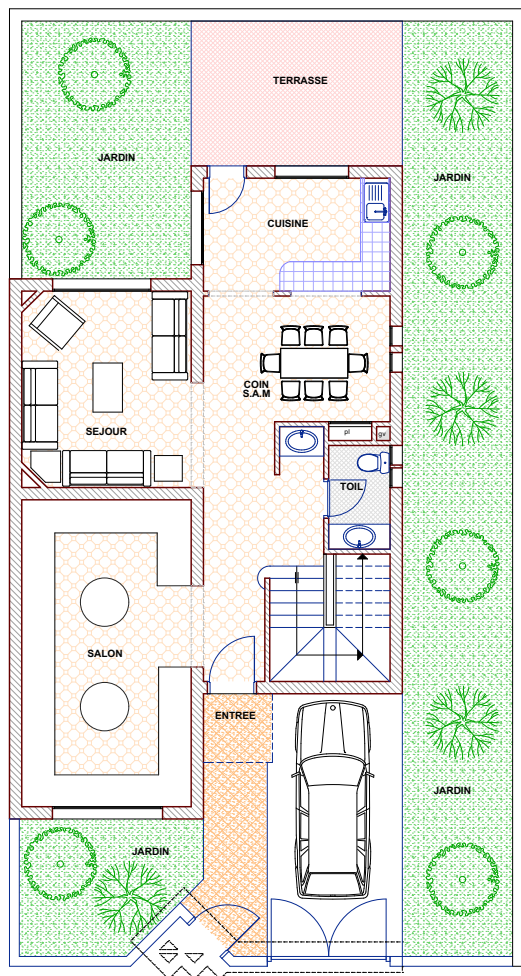 TERRASSE
JARDIN
JARDIN
CUISINE
COIN
S.A.M
SEJOUR
pl
gv
TOIL
SALON
ENTREE
JARDIN
JARDIN